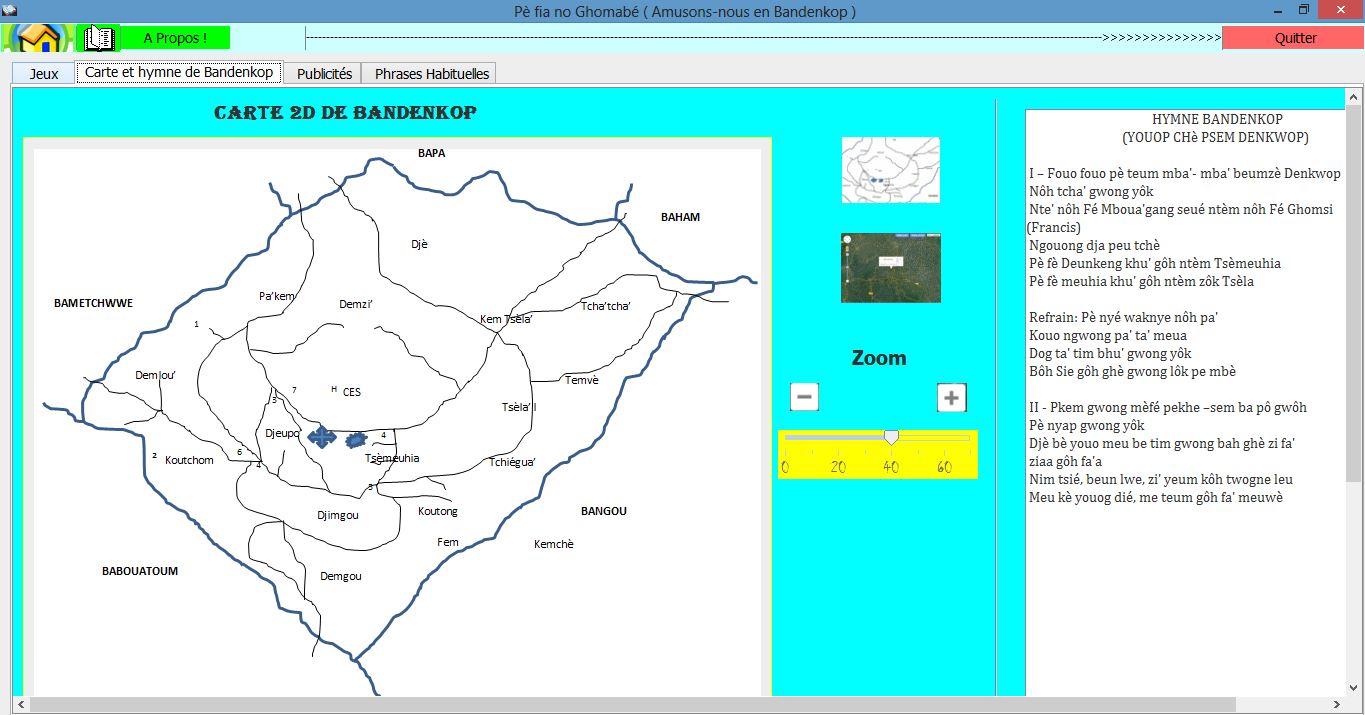 Pè fia no Ghomabé ( Amusons-nous en Bandenkop )
A Propos !
------------------------------>>>>>>>>>>>>>>>
Quitter
Jeux
Carte et hymne de Bandenkop
Publicités
Phrases Habituelles
CARTE 2D DE BANDENKOP
BAPA
BAHAM
Djè
BAMETCHWWE
Pa'kem
Demzi'
Kem Tsèla'
Tcha'tcha'
1
Demlou'
7
H CES
Temvè
3
Tsèla' I
Djeupo
4
2
Koutchom
6
4
Tsèmeuhia
Tchiégua'
5
Djimgou
Koutong
BANGOU
Fem
Kemchè
BABOUATOUM
Demgou
Zoom
0 20 40 60
HYMNE BANDENKOP
(YOUOP CHè PSEM DENKWOP)
I – Fouo fouo pè teum mba'- mba' beumzè Denkwop
Nôh tcha' gwong yôk
Nte' nôh Fé Mboua'gang seué ntèm nôh Fé Ghomsi
(Francis)
Ngouong dja peu tchè
Pè fè Deunkeng khu' gôh ntèm Tsèmeuhia
Pè fè meuhia khu' gôh ntèm zôk Tsèla
Refrain: Pè nyé waknye nôh pa'
Kouo ngwong pa' ta' meua
Dog ta' tim bhu' gwong yôk
Bôh Sie gôh ghè gwong lôk pe mbè
II - Pkem gwong mèfé pekhe –sem ba pô gwôh
Pè nyap gwong yôk
Djè bè youo meu be tim gwong bah ghè zi fa'
ziaa gôh fa'a
Nim tsié, beun lwe, zi' yeum kôh twogne leu
Meu kè youog dié, me teum gôh fa' meuwè